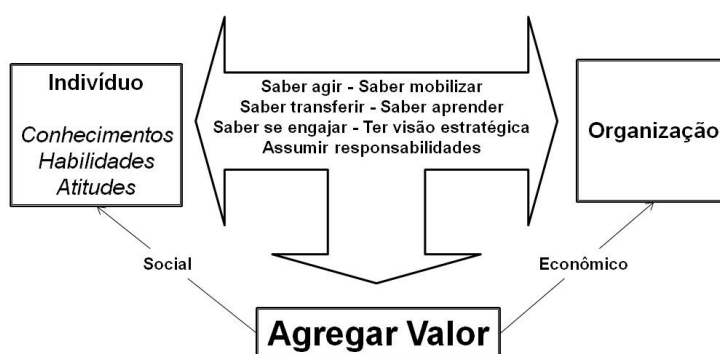 Indivíduo
Conhecimentos
Habilidades
Atitudes
Saber agir - Saber mobilizar
Saber transferir - Saber aprender
Saber se engajar - Ter visão estratégica
Assumir responsabilidades
Organização
Social
Econômico
Agregar Valor